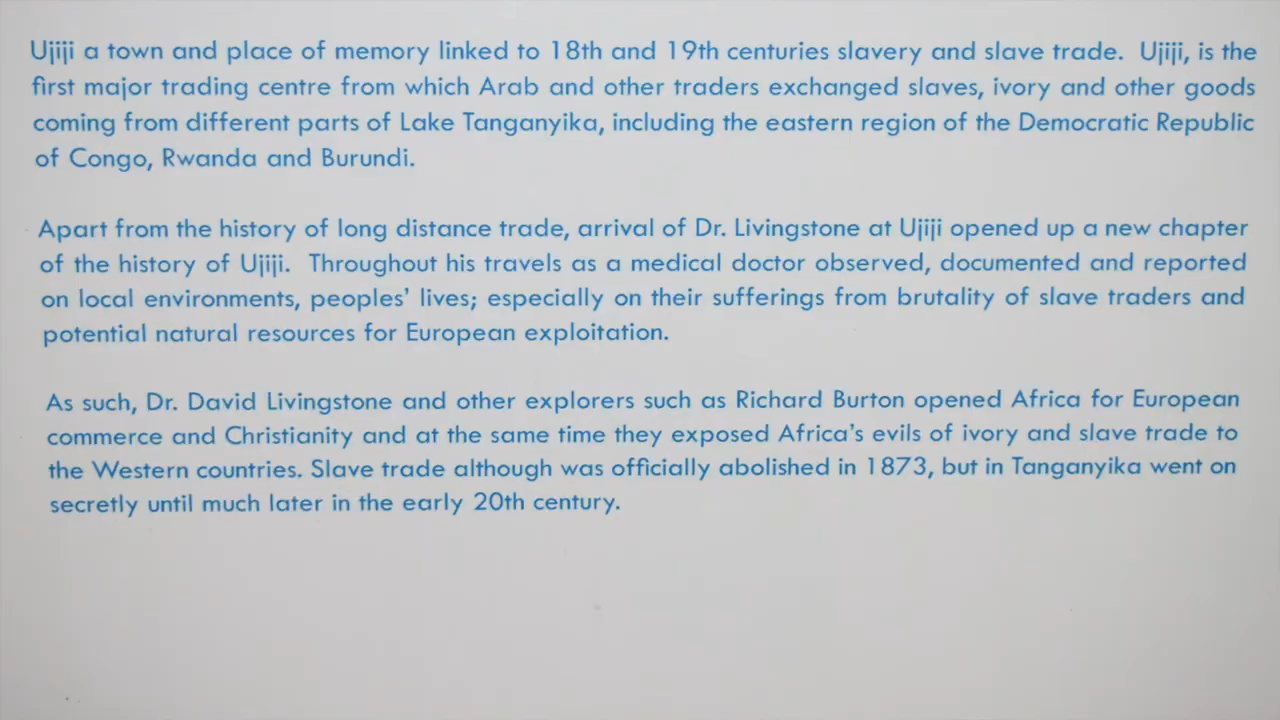 Ujiji a town and place of memory linked to 18th and 19th centuries slavery and slave trade. Ujiji, is the
first major trading centre from which Arab and other traders exchanged slaves, ivory and other goods
coming from different parts of Lake Tanganyika, including the eastern region of the Democratic Republic
of Congo, Rwanda and Burundi.
Apart from the history of long distance trade, arrival of Dr. Livingstone at Ujiji opened up a new chapter
of the history of Ujiji. Throughout his travels as a medical doctor observed, documented and reported
on local environments, peoples' lives; especially on their sufferings from brutality of slave traders and
potential natural resources for European exploitation.
As such, Dr. David Livingstone and other explorers such as Richard Burton opened Africa for European
commerce and Christianity and at the same time they exposed Africa's evils of ivory and slave trade to
the Western countries. Slave trade although was officially abolished in 1873, but in Tanganyika went on
secretly until much later in the early 20th century.